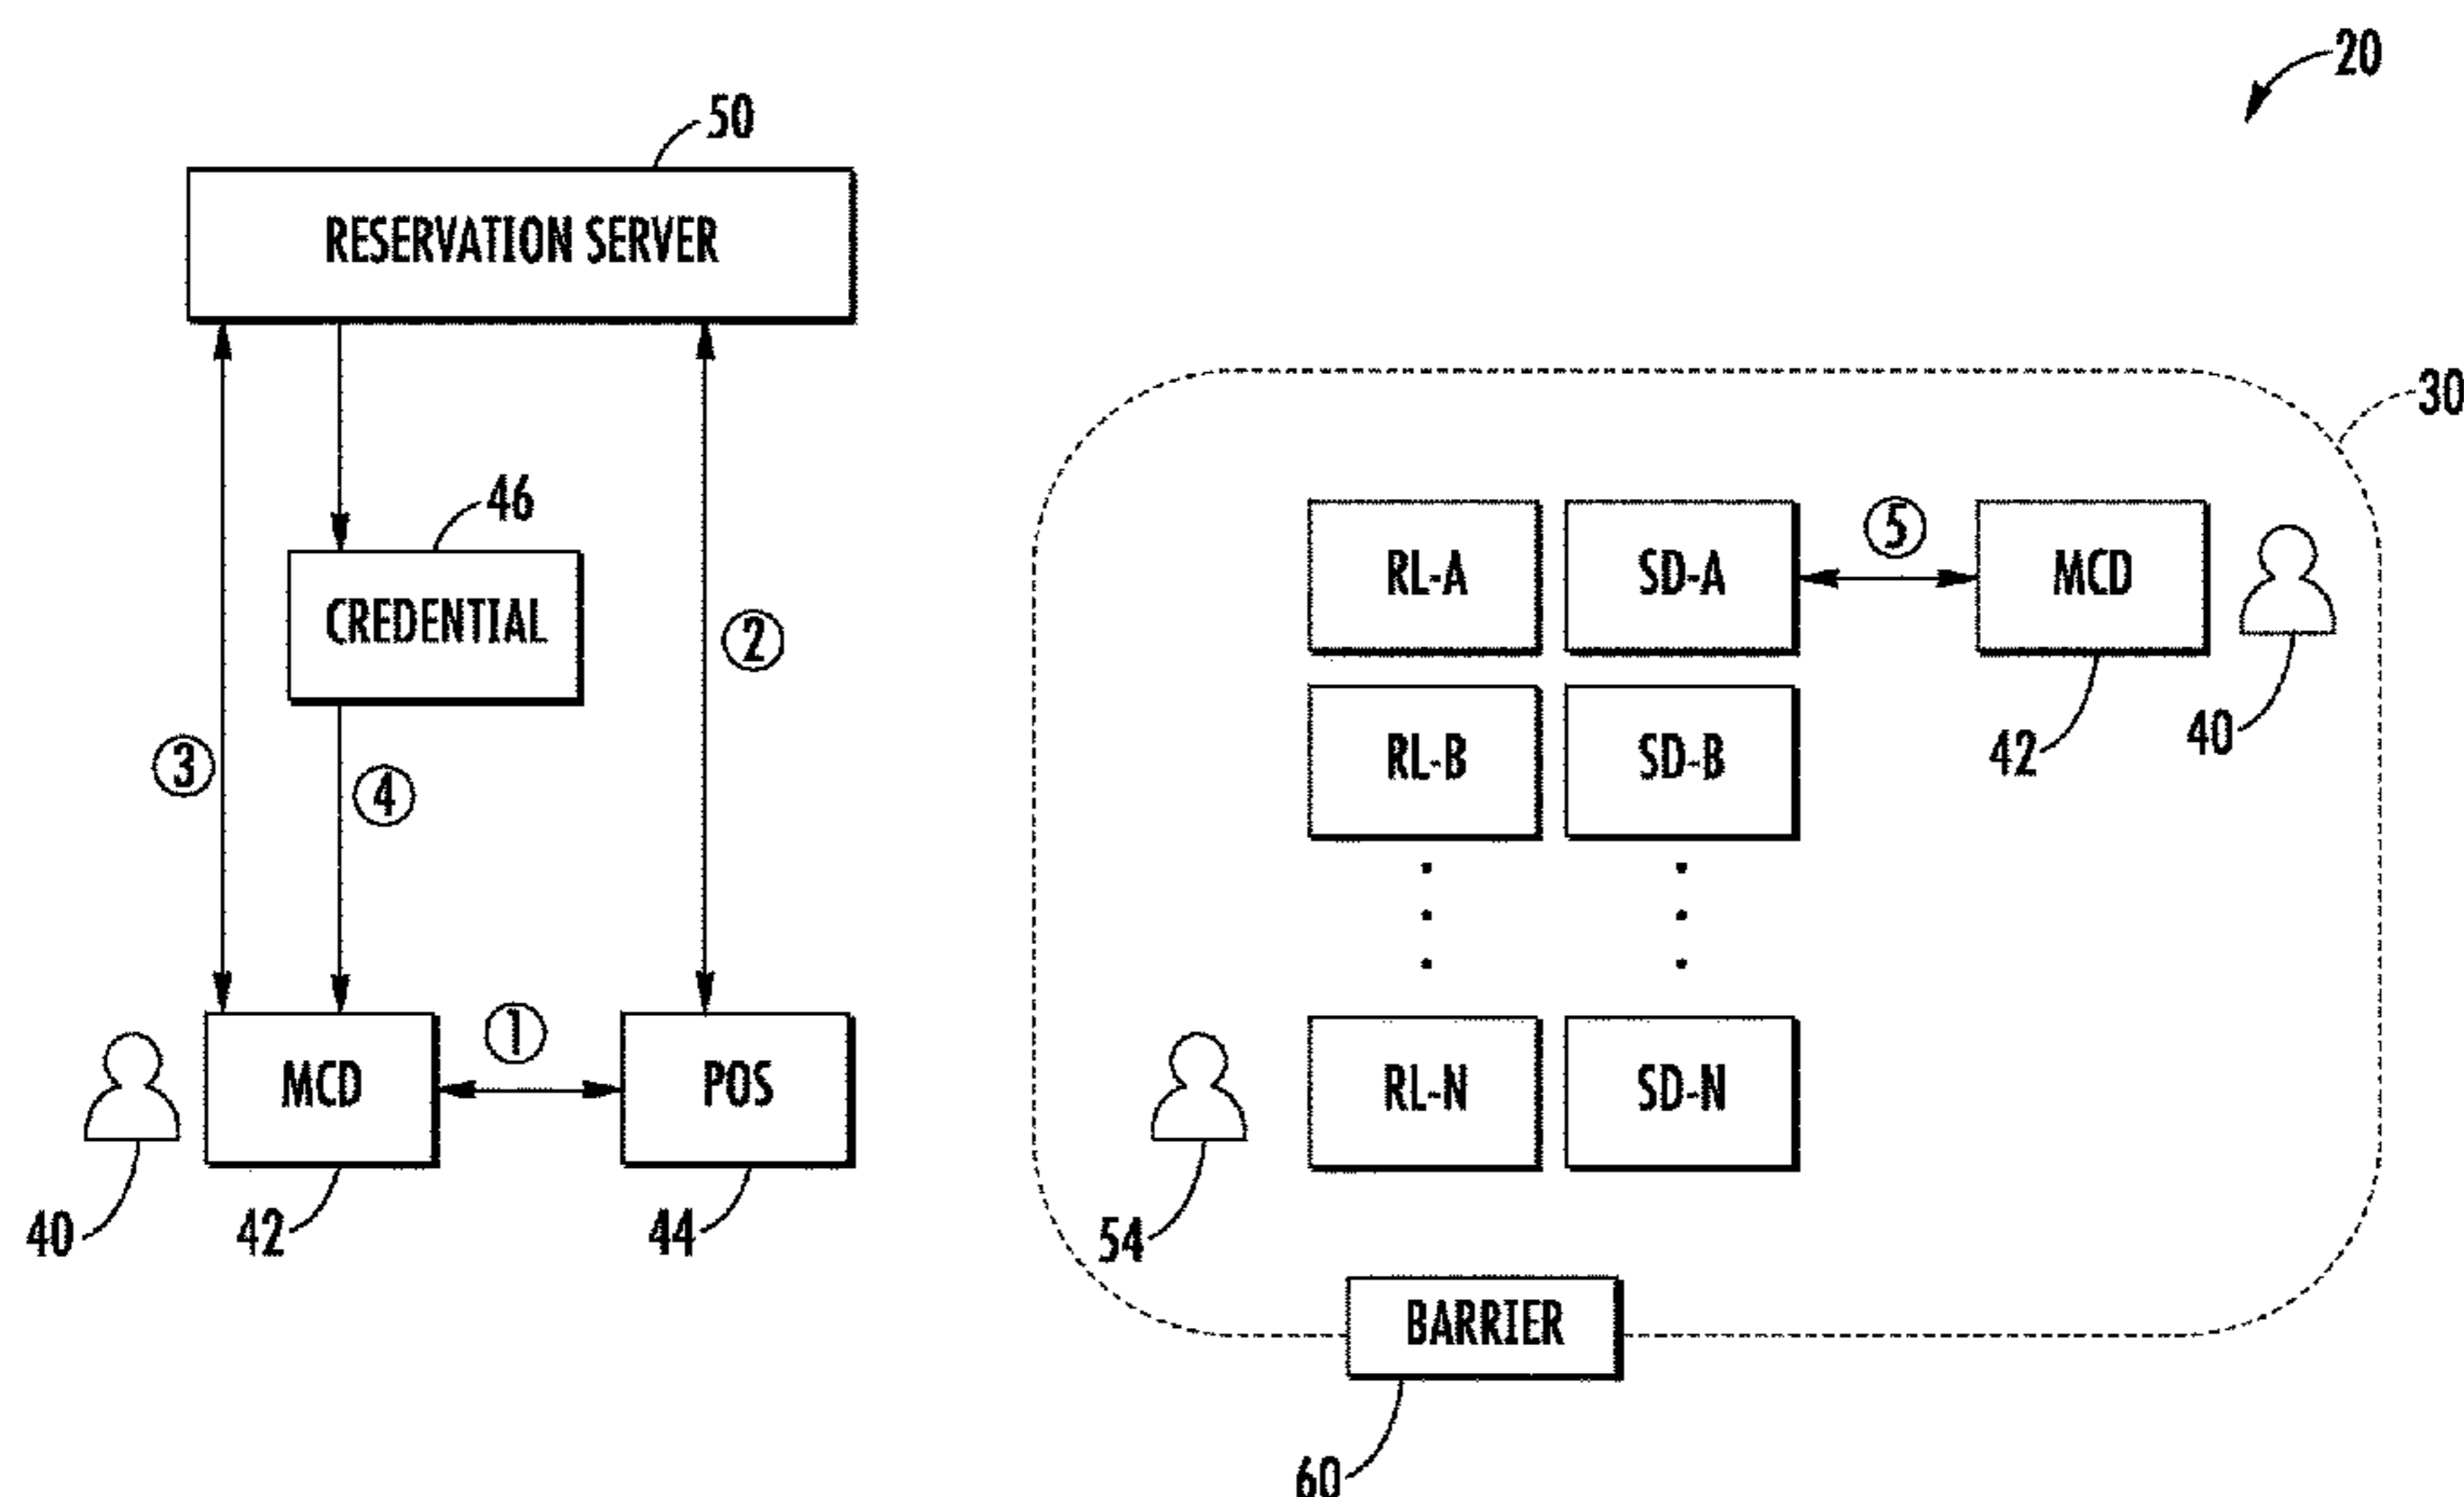 20
50
RESERVATION SERVER
30
46
CREDENTIAL
2
3
4
1
MCD
POS
40
42
44
RL-A
SD-A
5
MCD
42
40
RL-B
SD-B
RL-N
SD-N
54
BARRIER
60